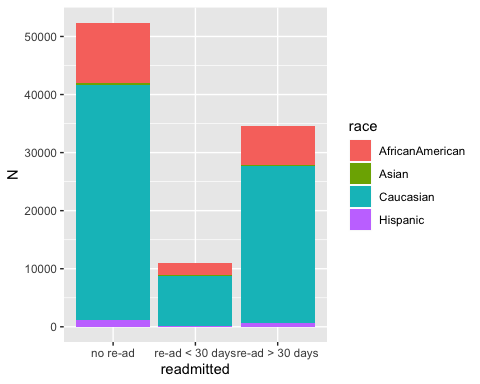 50000
40000
30000
20000
10000
0
N
no re-ad
re-ad < 30 days
re-ad > 30 days
readmitted
race
AfricanAmerican
Asian
Caucasian
Hispanic